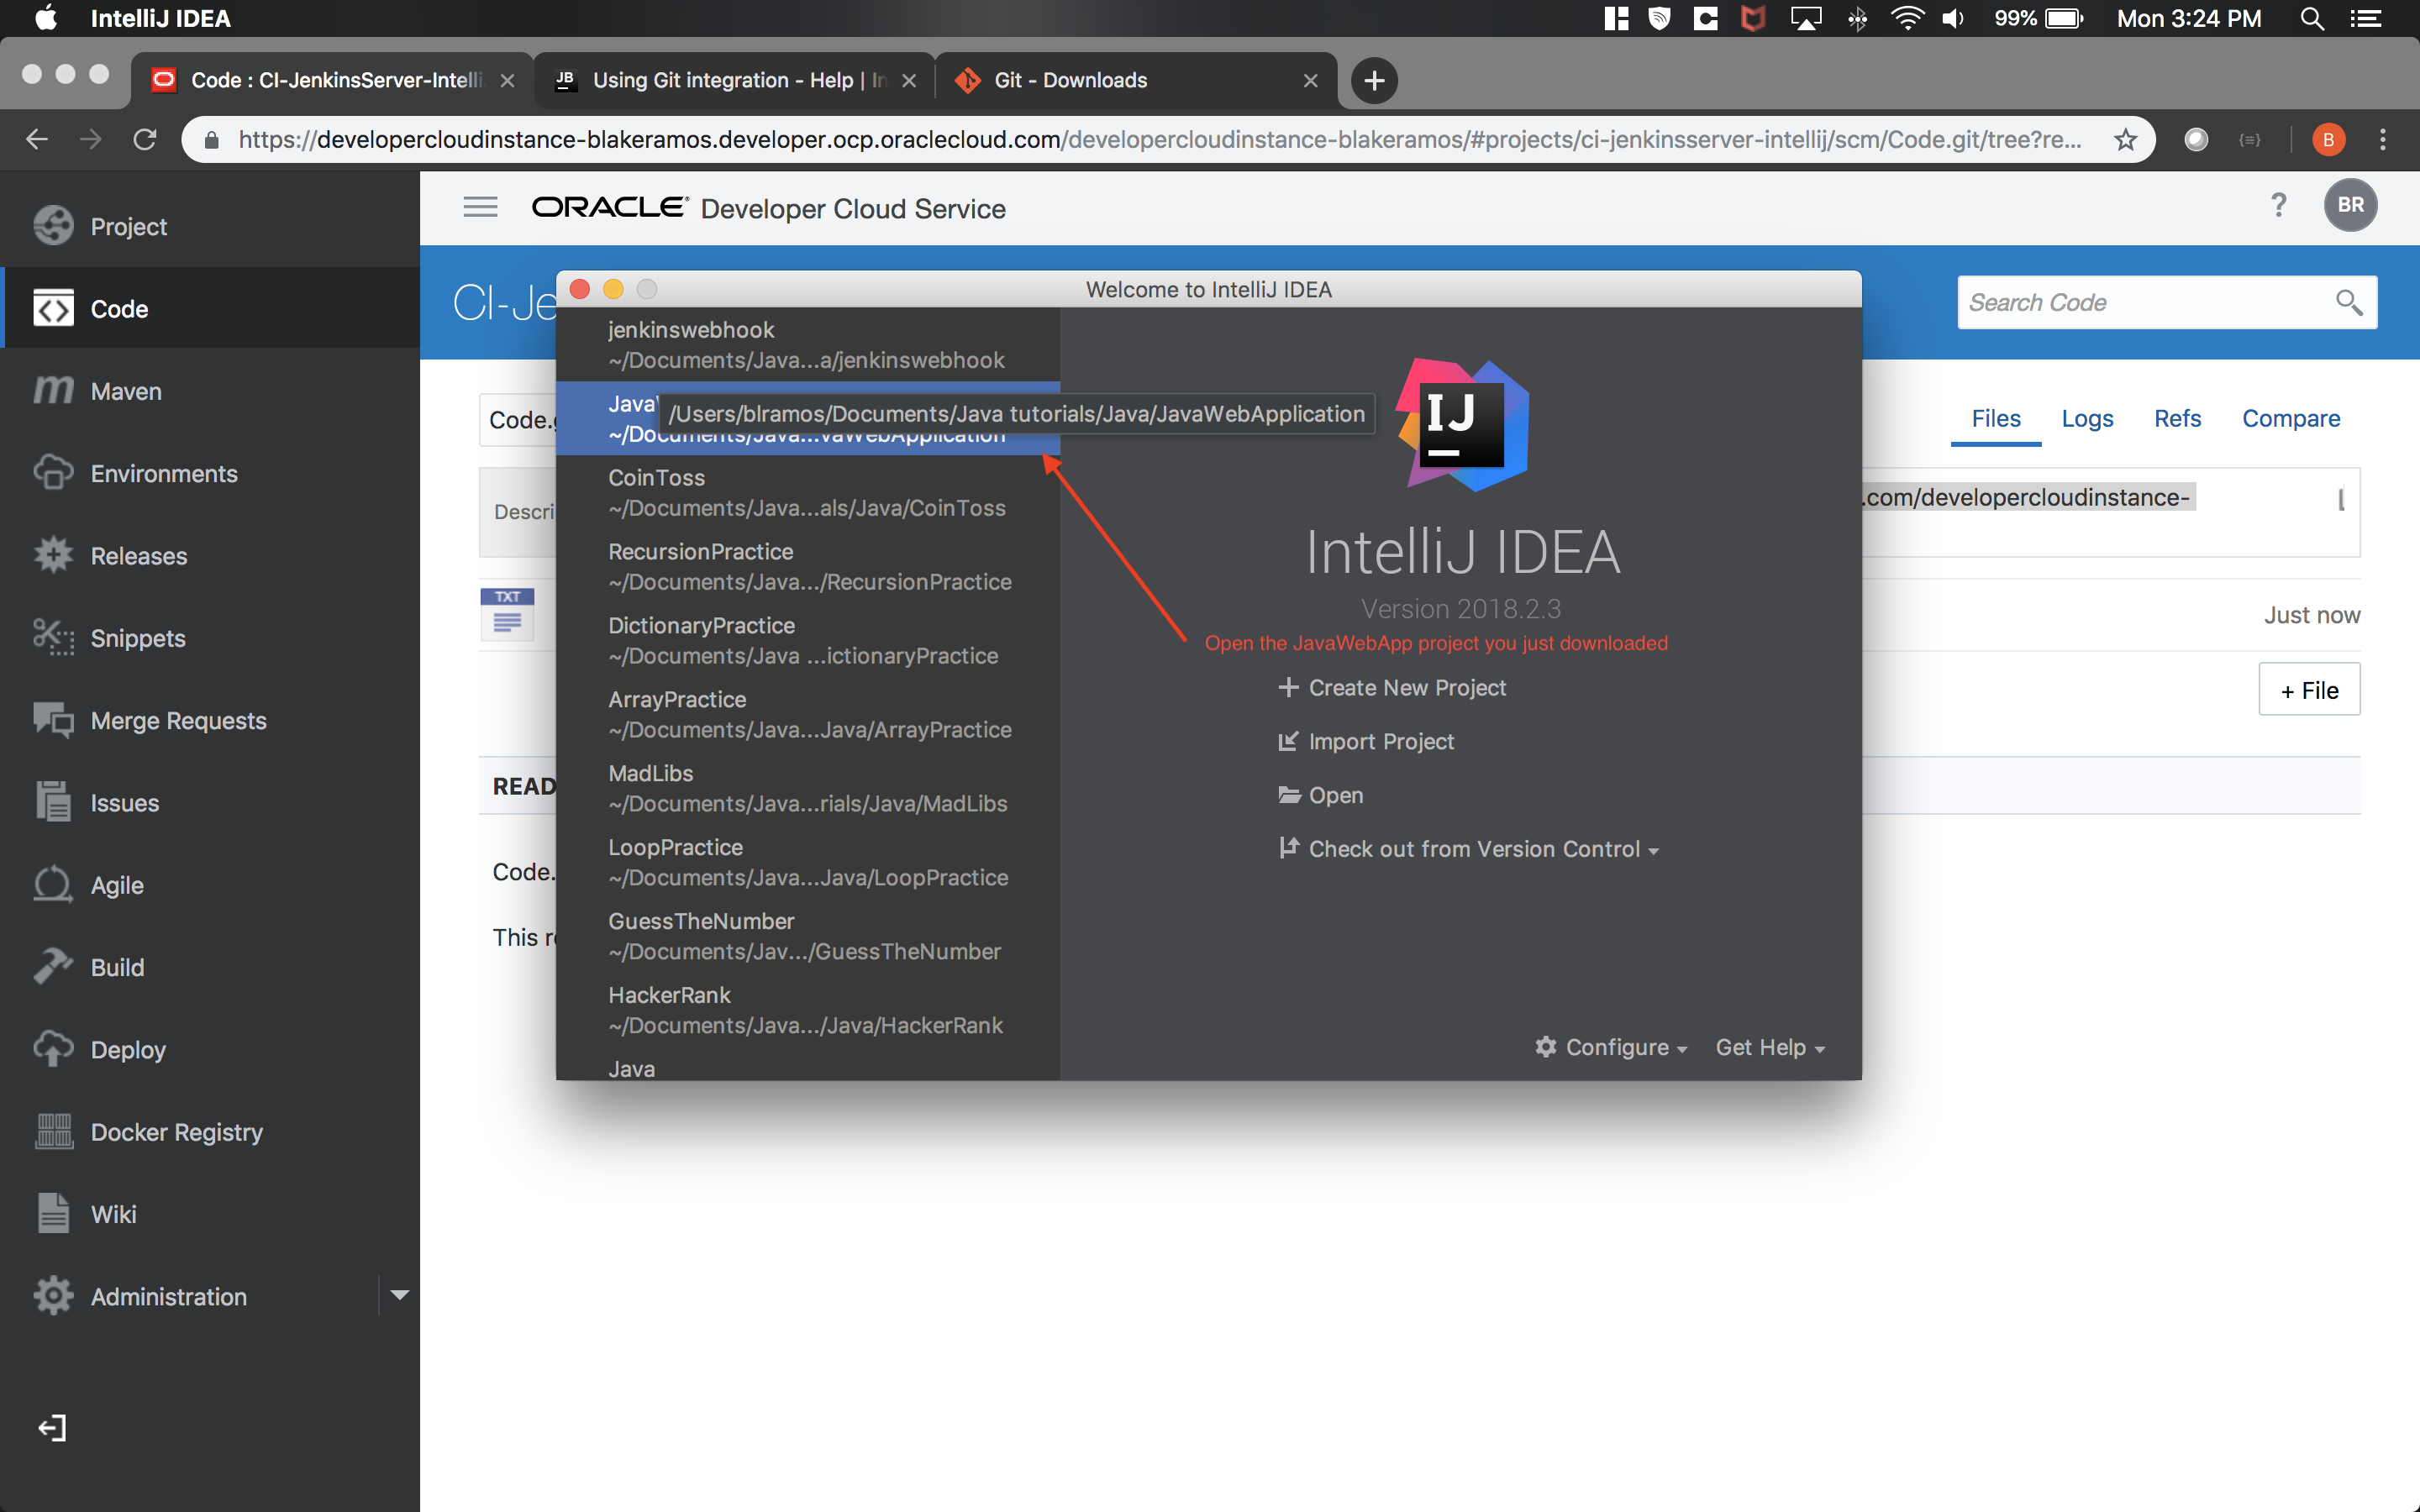 IntelliJ IDEA
99%
Mon 3:24 PM
Code : CI-JenkinsServer-Intelli
JB
Using Git integration - Help | In
Git - Downloads
https://developercloudinstance-blakeramos.developer.ocp.oraclecloud.com/developercloudinstance-blakeramos/#projects/ci-jenkinsserver-intellij/scm/Code.git/tree?re...
B
Project
Code
Maven
Environments
Releases
Snippets
Merge Requests
Issues
Agile
Build
Deploy
Docker Registry
Wiki
Administration
ORACLE® Developer Cloud Service
?
BR
CI-Je
Search Code
Code.g
Files
Logs
Refs
Compare
Descri
.com/developercloudinstance-
TXT
Just now
+ File
READ
Code.
This re
Welcome to IntelliJ IDEA
jenkinswebhook
~/Documents/Java...a/jenkinswebhook
Java
/Users/blramos/Documents/Java tutorials/Java/JavaWebApplication
~/Documents/Java...vaWebApplication
CoinToss
~/Documents/Java...als/Java/CoinToss
RecursionPractice
~/Documents/Java.../RecursionPractice
DictionaryPractice
~/Documents/Java ...ictionaryPractice
ArrayPractice
~/Documents/Java...Java/ArrayPractice
MadLibs
~/Documents/Java...rials/Java/MadLibs
LoopPractice
~/Documents/Java...Java/LoopPractice
GuessTheNumber
~/Documents/Jav.../GuessTheNumber
HackerRank
~/Documents/Java.../Java/HackerRank
Java
IJ
IntelliJ IDEA
Version 2018.2.3
Open the JavaWebApp project you just downloaded
Create New Project
Import Project
Open
Check out from Version Control
Configure
Get Help